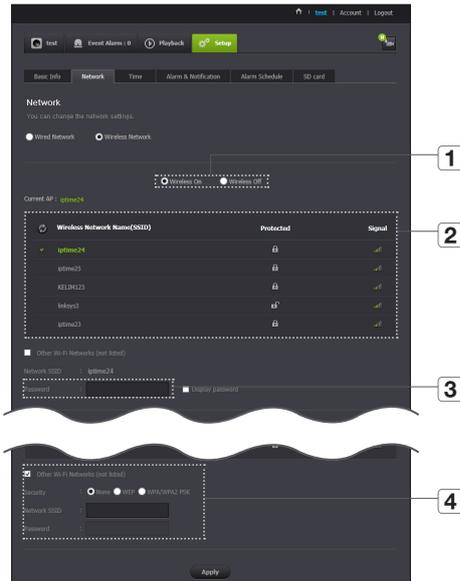 test | Account | Logout
test Event Alarm : 0 Playback Setup
Basic Info Network Time Alarm & Notification Alarm Schedule SD card
Network
You can change the network settings.
Wired Network Wireless Network
1
Wireless On Wireless Off
Current AP : iptime24
2
Wireless Network Name(SSID) Protected Signal
iptime24
iptime25
KELIM123
linksys3
iptime23
Other Wi-Fi Networks (not listed)
Network SSID : iptime24
Password : Display password
3
Other Wi-Fi Networks (not listed)
Security : None WEP WPA/WPA2 PSK
4
Network SSID :
Password :
Apply